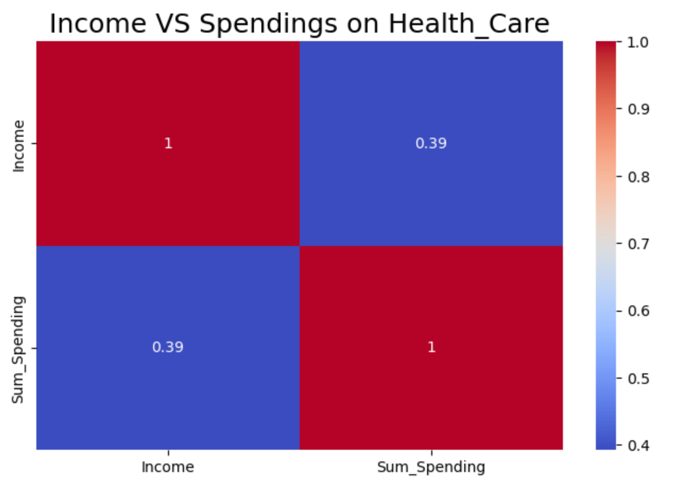 Income VS Spendings on Health_Care
Income
Sum_Spending
1
0.39
0.39
1
Income
Sum_Spending
1.0
0.9
0.8
0.7
0.6
0.5
0.4